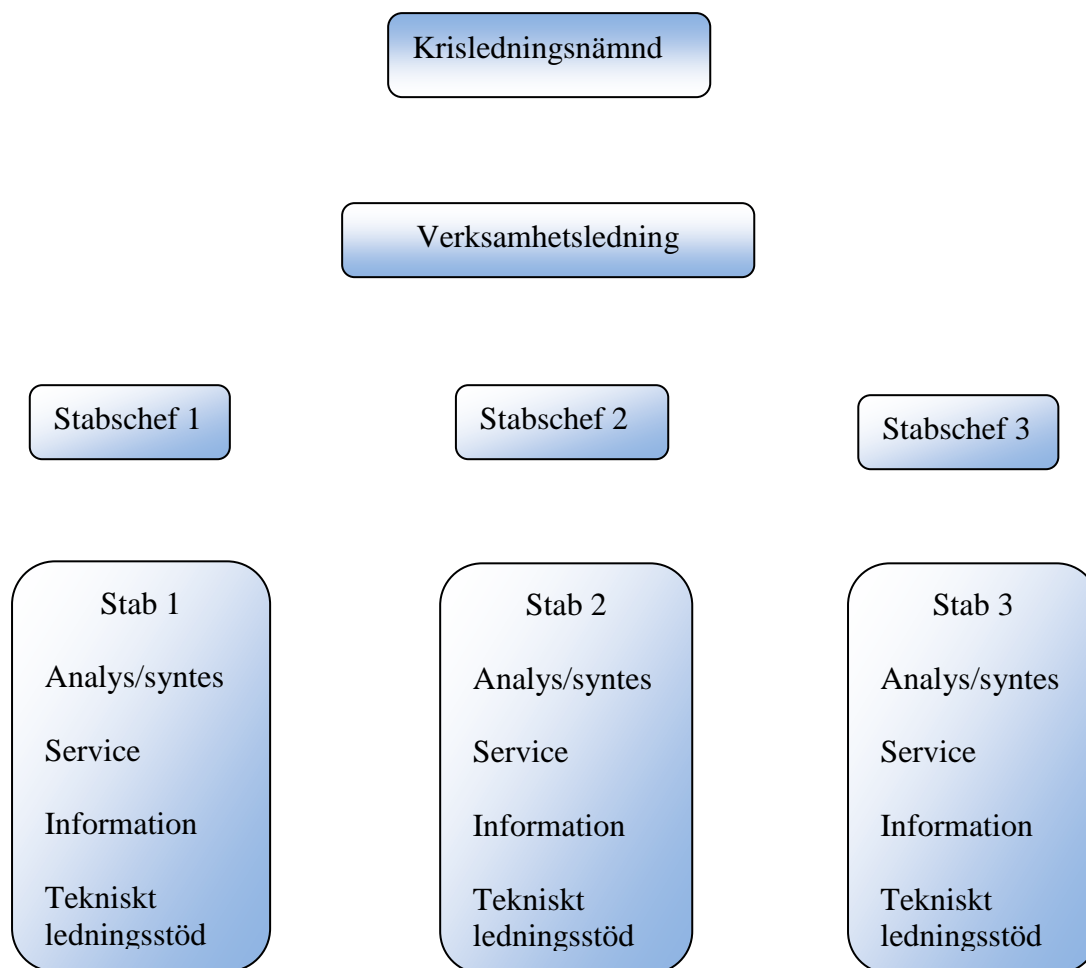 Krisledningsnämnd
Verksamhetsledning
Stabschef 1
Stabschef 2
Stabschef 3
Stab 1
Analys/syntes
Service
Information
Tekniskt
ledningsstöd
Stab 2
Analys/syntes
Service
Information
Tekniskt
ledningsstöd
Stab 3
Analys/syntes
Service
Information
Tekniskt
ledningsstöd